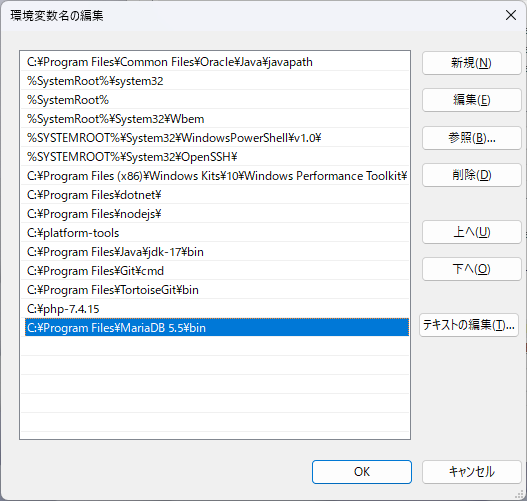 環境変数名の編集
C:¥Program Files¥Common Files¥Oracle¥Java¥javapath
%SystemRoot%¥system32
%SystemRoot%
%SystemRoot%¥System32¥Wbem
%SYSTEMROOT%¥System32¥WindowsPowerShell¥v1.0¥
%SYSTEMROOT%¥System32¥OpenSSH¥
C:¥Program Files (x86)¥Windows Kits¥10¥Windows Performance Toolkit¥
C:¥Program Files¥dotnet¥
C:¥Program Files¥nodejs¥
C:¥platform-tools
C:¥Program Files¥Java¥jdk-17¥bin
C:¥Program Files¥Git¥cmd
C:¥Program Files¥TortoiseGit¥bin
C:¥php-7.4.15
C:¥Program Files¥MariaDB 5.5¥bin
新規(N)
編集(E)
参照(B)...
削除(D)
上へ(U)
下へ(O)
テキストの編集(T)...
OK
キャンセル